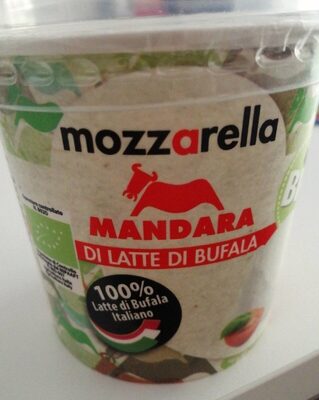 mozzarella
MANDARA
DI LATTE DI BUFALA
100%
Latte di Bufala
Italiano